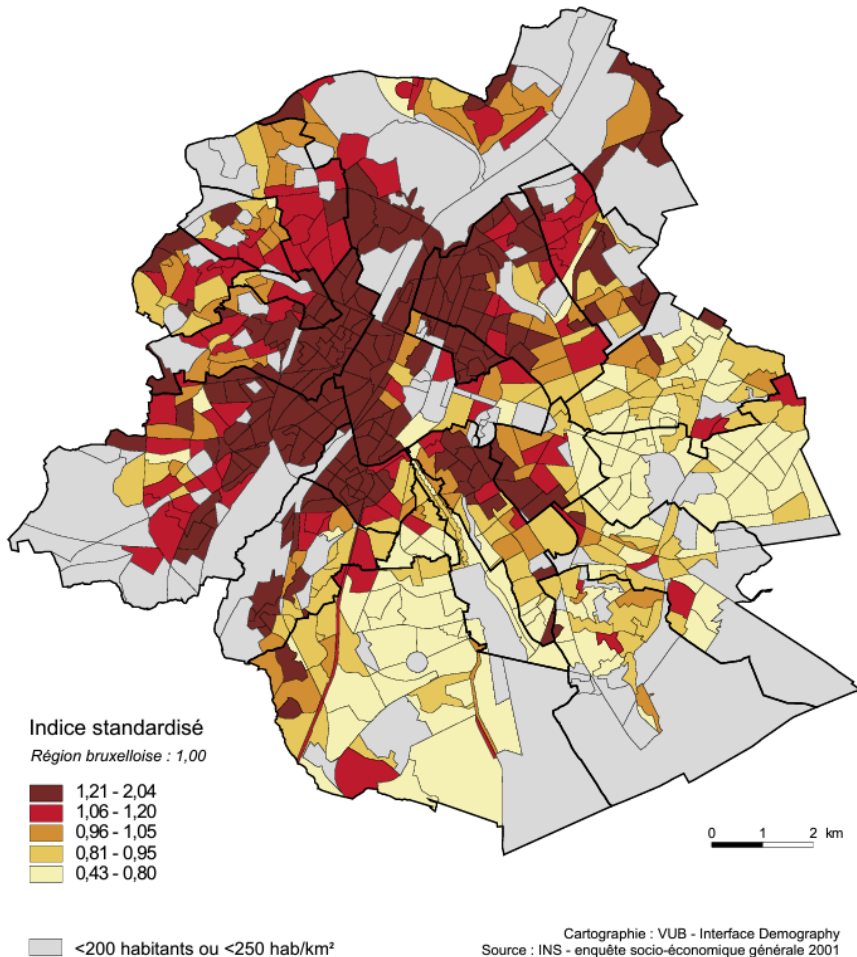 Indice standardisé
Région bruxelloise : 1,00
1,21 - 2,04
1,06 - 1,20
0,96 - 1,05
0,81 - 0,95
0,43 - 0,80
0 1 2 km
<200 habitants ou <250 hab/km²
Cartographie : VUB - Interface Demography
Source : INS - enquête socio-économique générale 2001